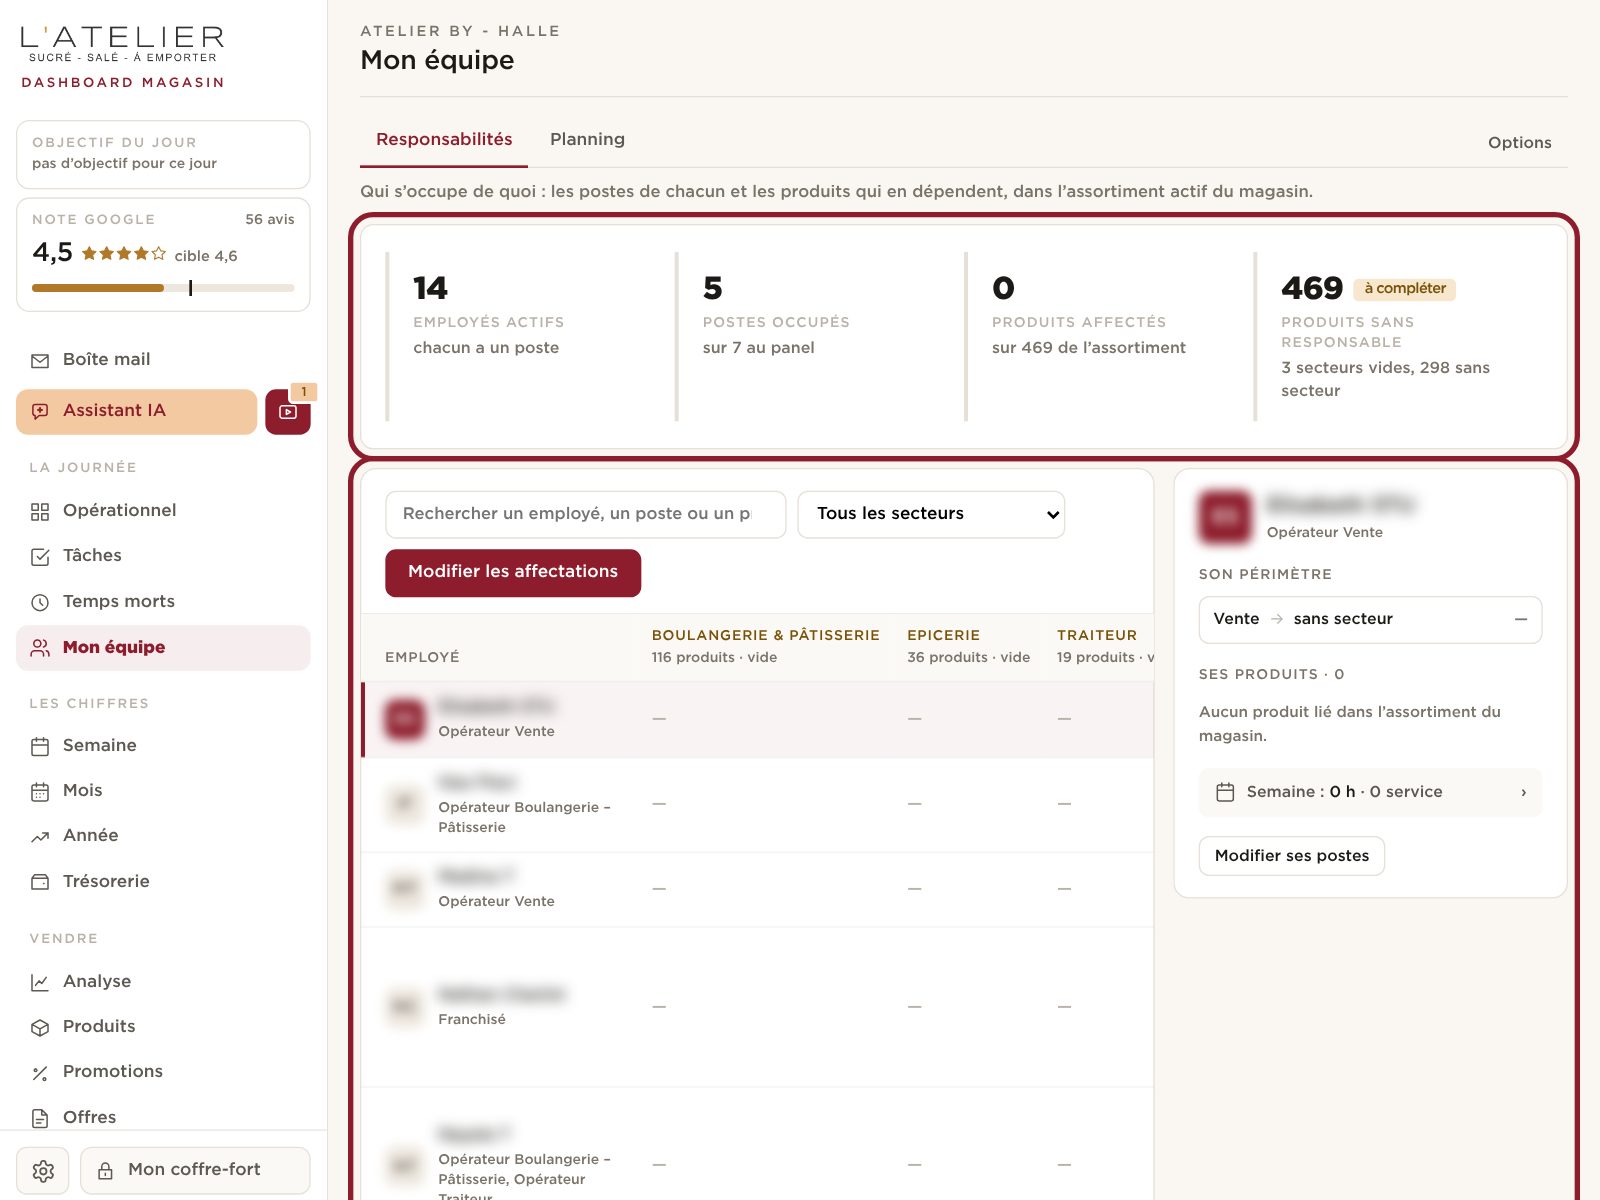 L'ATELIER
SUCRÉ - SALÉ - À EMPORTER
DASHBOARD MAGASIN
OBJECTIF DU JOUR
pas d'objectif pour ce jour
NOTE GOOGLE
56 avis
4,5
cible 4,6
Boîte mail
Assistant IA
1
LA JOURNÉE
Opérationnel
Tâches
Temps morts
Mon équipe
LES CHIFFRES
Semaine
Mois
Année
Trésorerie
VENDRE
Analyse
Produits
Promotions
Offres
Mon coffre-fort
ATELIER BY - HALLE
Mon équipe
Responsabilités
Planning
Options
Qui s'occupe de quoi : les postes de chacun et les produits qui en dépendent, dans l'assortiment actif du magasin.
14
EMPLOYÉS ACTIFS
chacun a un poste
5
POSTES OCCUPÉS
sur 7 au panel
0
PRODUITS AFFECTÉS
sur 469 de l'assortiment
469 à compléter
PRODUITS SANS
RESPONSABLE
3 secteurs vides, 298 sans
secteur
Rechercher un employé, un poste ou un p
Tous les secteurs
Modifier les affectations
EMPLOYÉ
BOULANGERIE & PÂTISSERIE
116 produits · vide
EPICERIE
36 produits · vide
TRAITEUR
19 produits · v
Opérateur Vente
— — —
Opérateur Boulangerie –
Pâtisserie
— — —
Opérateur Vente
— — —
Franchisé
— — —
Opérateur Boulangerie –
Pâtisserie, Opérateur
Traiteur
— — —
Opérateur Vente
SON PÉRIMÈTRE
Vente → sans secteur —
SES PRODUITS · 0
Aucun produit lié dans l'assortiment du
magasin.
Semaine : 0 h · 0 service ›
Modifier ses postes